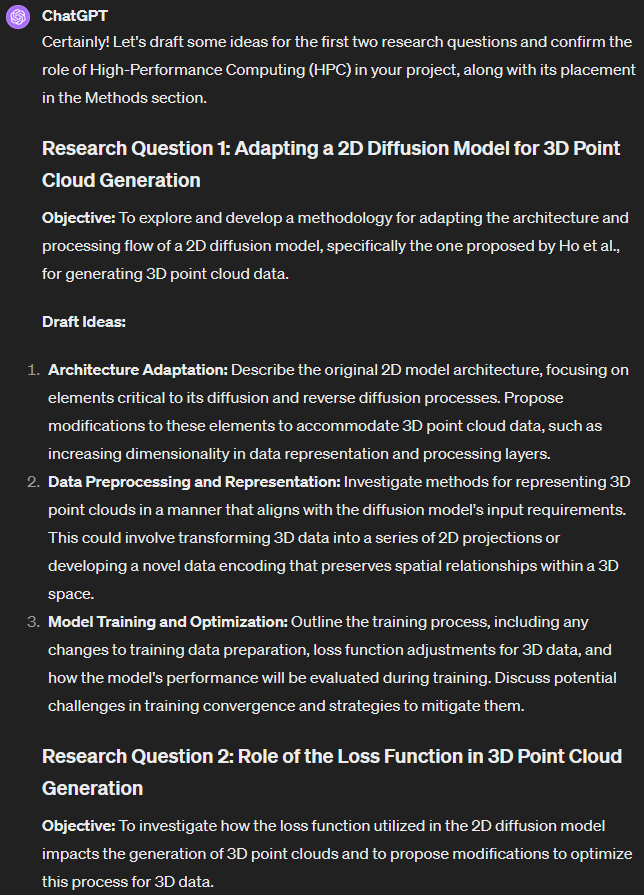 ChatGPT
Certainly! Let's draft some ideas for the first two research questions and confirm the
role of High-Performance Computing (HPC) in your project, along with its placement
in the Methods section.
Research Question 1: Adapting a 2D Diffusion Model for 3D Point
Cloud Generation
Objective: To explore and develop a methodology for adapting the architecture and
processing flow of a 2D diffusion model, specifically the one proposed by Ho et al.,
for generating 3D point cloud data.
Draft Ideas:
1. Architecture Adaptation: Describe the original 2D model architecture, focusing on
elements critical to its diffusion and reverse diffusion processes. Propose
modifications to these elements to accommodate 3D point cloud data, such as
increasing dimensionality in data representation and processing layers.
2. Data Preprocessing and Representation: Investigate methods for representing 3D
point clouds in a manner that aligns with the diffusion model's input requirements.
This could involve transforming 3D data into a series of 2D projections or
developing a novel data encoding that preserves spatial relationships within a 3D
space.
3. Model Training and Optimization: Outline the training process, including any
changes to training data preparation, loss function adjustments for 3D data, and
how the model's performance will be evaluated during training. Discuss potential
challenges in training convergence and strategies to mitigate them.
Research Question 2: Role of the Loss Function in 3D Point Cloud
Generation
Objective: To investigate how the loss function utilized in the 2D diffusion model
impacts the generation of 3D point clouds and to propose modifications to optimize
this process for 3D data.